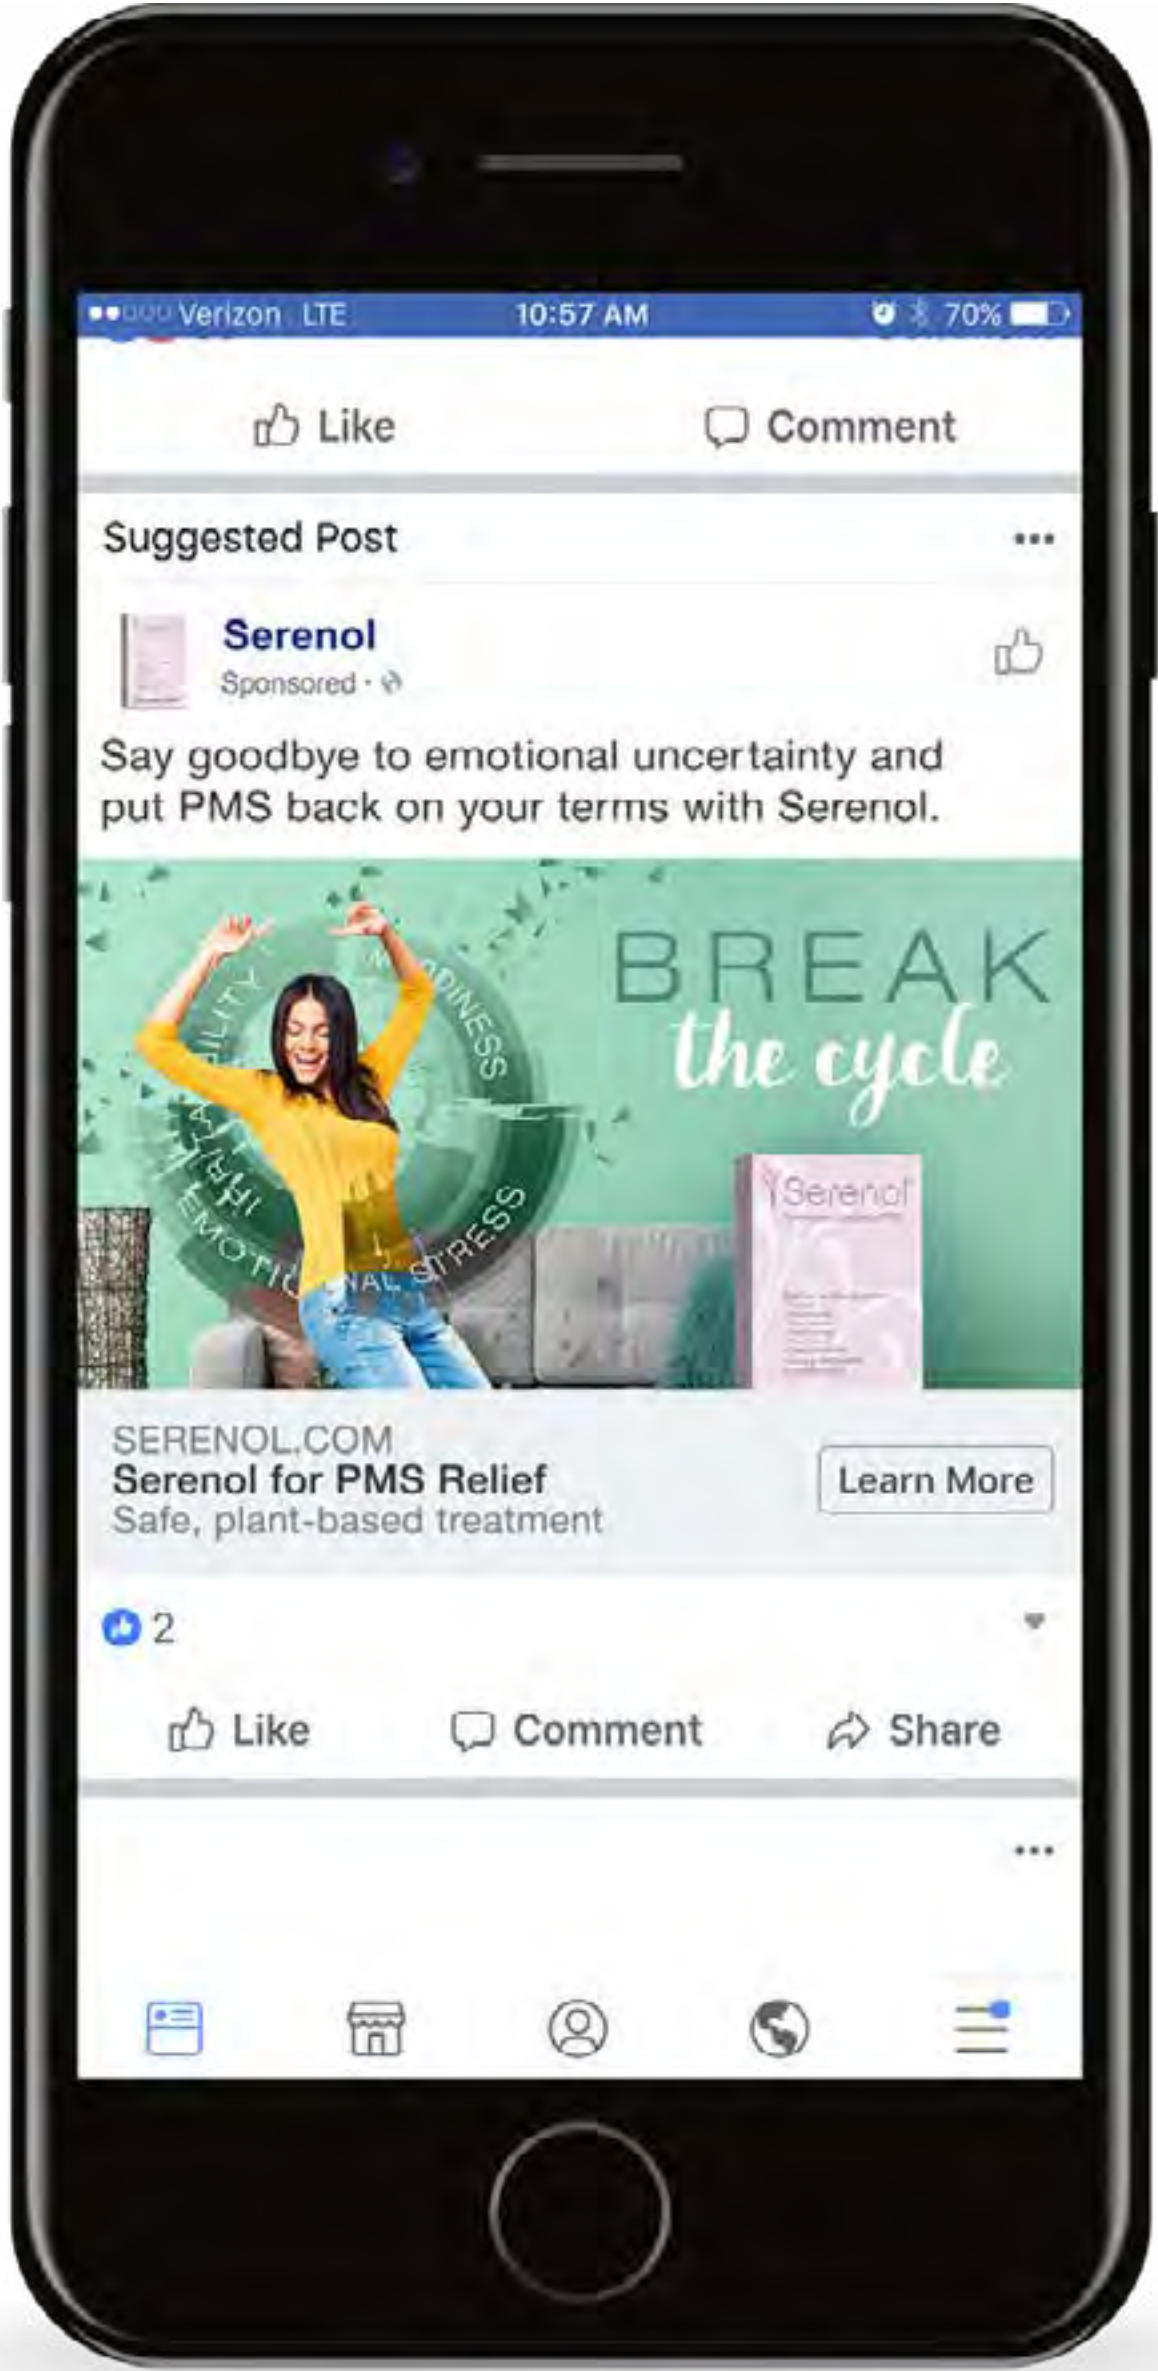 Verizon LTE
10:57 AM
70%
Like
Comment
Suggested Post
Serenol
Sponsored
Say goodbye to emotional uncertainty and
put PMS back on your terms with Serenol.
MOODINESS
EMOTIONAL STRESS
BREAK
the cycle
Serenol
SERENOL.COM
Serenol for PMS Relief
Safe, plant-based treatment
Learn More
2
Like
Comment
Share